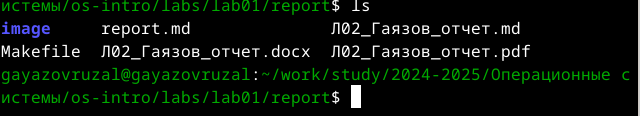 истемы/os-intro/labs/lab01/report$ ls
image report.md Л02_Гаязов_отчет.md
Makefile Л02_Гаязов_отчет.docx Л02_Гаязов_отчет.pdf
gayazovruzal@gayazovruzal:~/work/study/2024-2025/Операционные с
истемы/os-intro/labs/lab01/report$